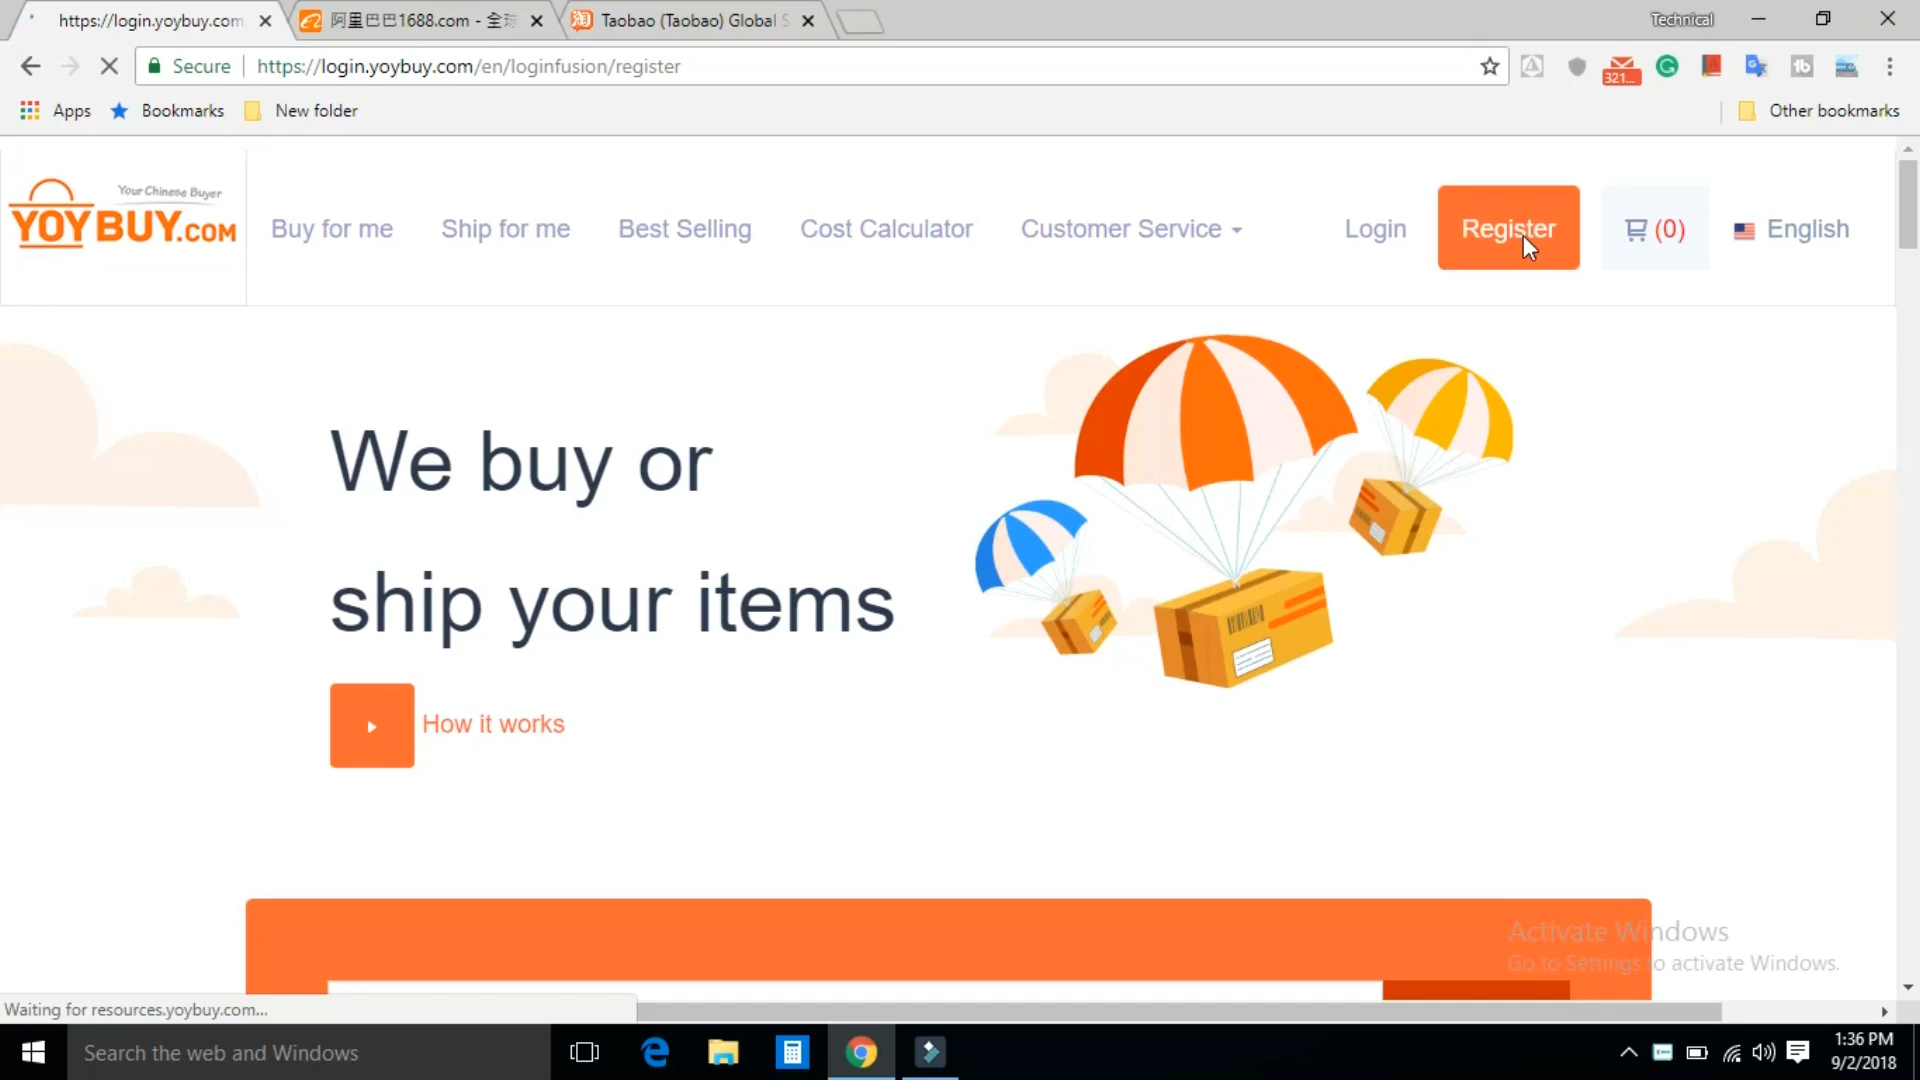 https://login.yoybuy.com
阿里巴巴1688.com - 全球
Taobao (Taobao) Global S
Technical
Secure
https://login.yoybuy.com/en/loginfusion/register
321...
Apps
Bookmarks
New folder
Other bookmarks
Your Chinese Buyer
YOYBUY.COM
Buy for me
Ship for me
Best Selling
Cost Calculator
Customer Service
Login
Register
(0)
English
We buy or
ship your items
How it works
Activate Windows
Go to Settings to activate Windows.
Waiting for resources.yoybuy.com...
Search the web and Windows
1:36 PM
9/2/2018